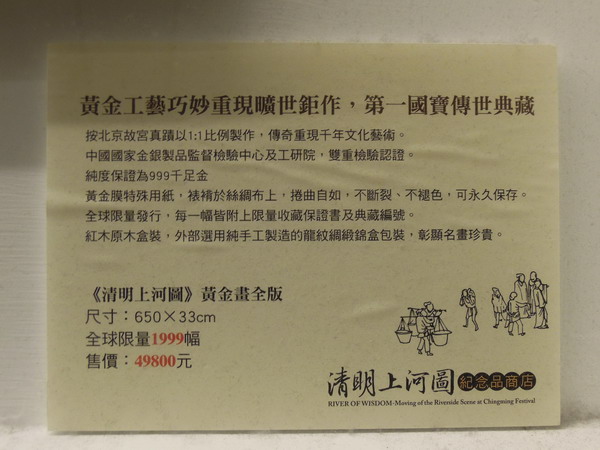 黃金工藝巧妙重現曠世鉅作，第一國寶傳世典藏
按北京故宮真蹟以1:1比例製作，傳奇重現千年文化藝術。
中國國家金銀製品監督檢驗中心及工研院，雙重檢驗認證。
純度保證為999千足金
黃金膜特殊用紙，裱褙於絲綢布上，捲曲自如，不斷裂、不褪色，可永久保存。
全球限量發行，每一幅皆附上限量收藏保證書及典藏編號。
紅木原木盒裝，外部選用純手工製造的龍紋綢緞錦盒包裝，彰顯名畫珍貴。
《清明上河圖》黃金畫全版
尺寸：650×33cm
全球限量1999幅
售價：49800元
清明上河圖 紀念品商店
RIVER OF WISDOM-Moving of the Riverside Scene at Chingming Festival